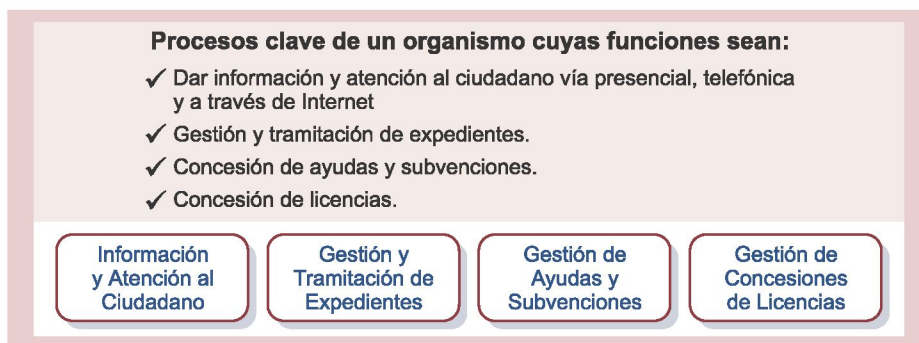 Procesos clave de un organismo cuyas funciones sean:
✓ Dar información y atención al ciudadano vía presencial, telefónica
y a través de Internet
✓ Gestión y tramitación de expedientes.
✓ Concesión de ayudas y subvenciones.
✓ Concesión de licencias.
Información
y Atención al
Ciudadano
Gestión y
Tramitación de
Expedientes
Gestión de
Ayudas y
Subvenciones
Gestión de
Concesiones
de Licencias